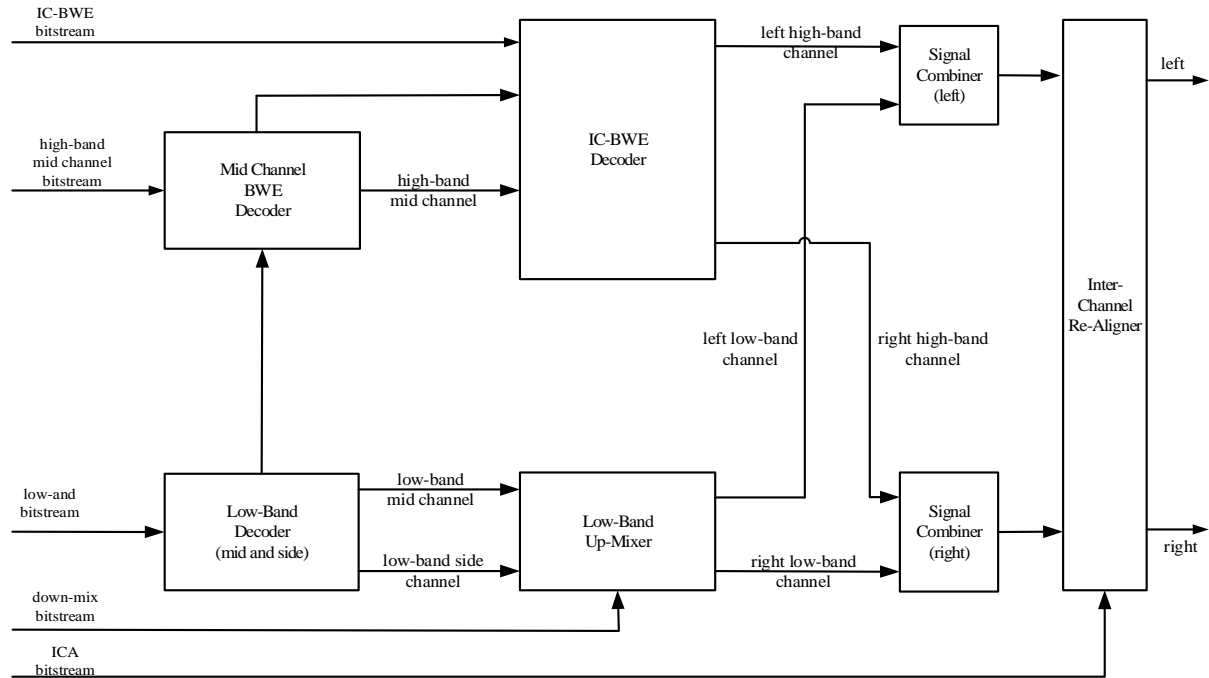 IC-BWE
bitstream
left high-band
channel
Signal
Combiner
(left)
left
IC-BWE
Decoder
high-band
mid channel
bitstream
Mid Channel
BWE
Decoder
high-band
mid channel
Inter-
Channel
Re-Aligner
left low-band
channel
right high-band
channel
low-and
bitstream
Low-Band
Decoder
(mid and side)
low-band
mid channel
low-band side
channel
Low-Band
Up-Mixer
right low-band
channel
Signal
Combiner
(right)
right
down-mix
bitstream
ICA
bitstream